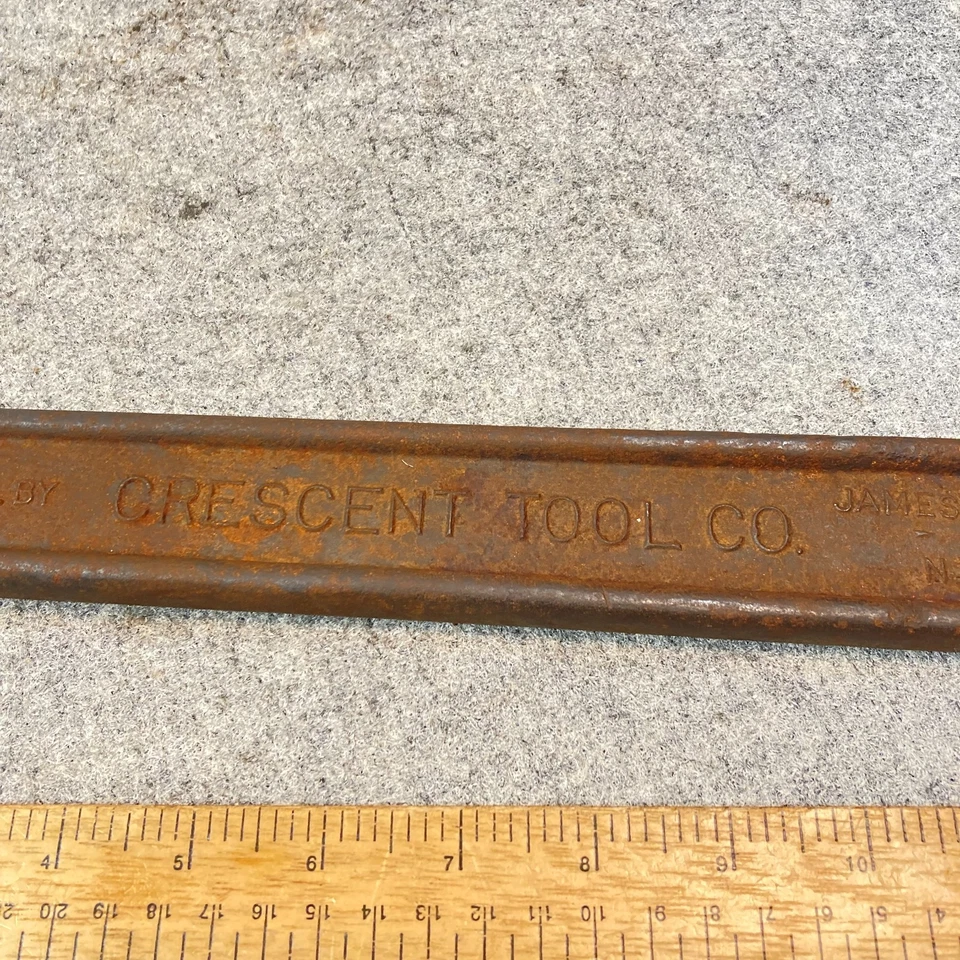 . BY CRESCENT TOOL CO. JAMES
N.
4 5 6 7 8 9 10
20 19 18 17 16 15 14 13 12 11 10 9 8 7 6 5 4